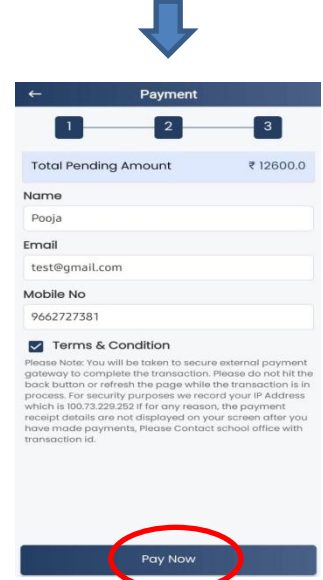 Payment
1 2 3
Total Pending Amount ₹ 12600.0
Name
Pooja
Email
test@gmail.com
Mobile No
9662727381
Terms & Condition
Please Note: You will be taken to secure external payment
gateway to complete the transaction. Please do not hit the
back button or refresh the page while the transaction is in
process. For security purposes we record your IP Address
which is 100.73.229.252 If for any reason, the payment
receipt details are not displayed on your screen after you
have made payments, Please Contact school office with
transaction id.
Pay Now